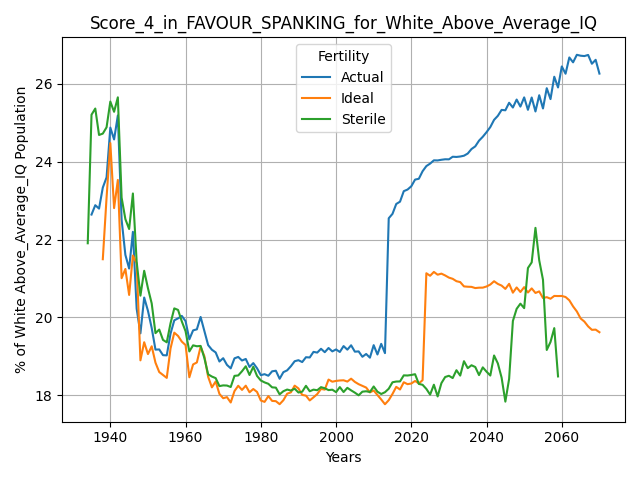 Score_4_in_FAVOUR_SPANKING_for_White_Above_Average_IQ
% of White Above_Average_IQ Population
26
24
22
20
18
Fertility
Actual
Ideal
Sterile
1940
1960
1980
2000
2020
2040
2060
Years